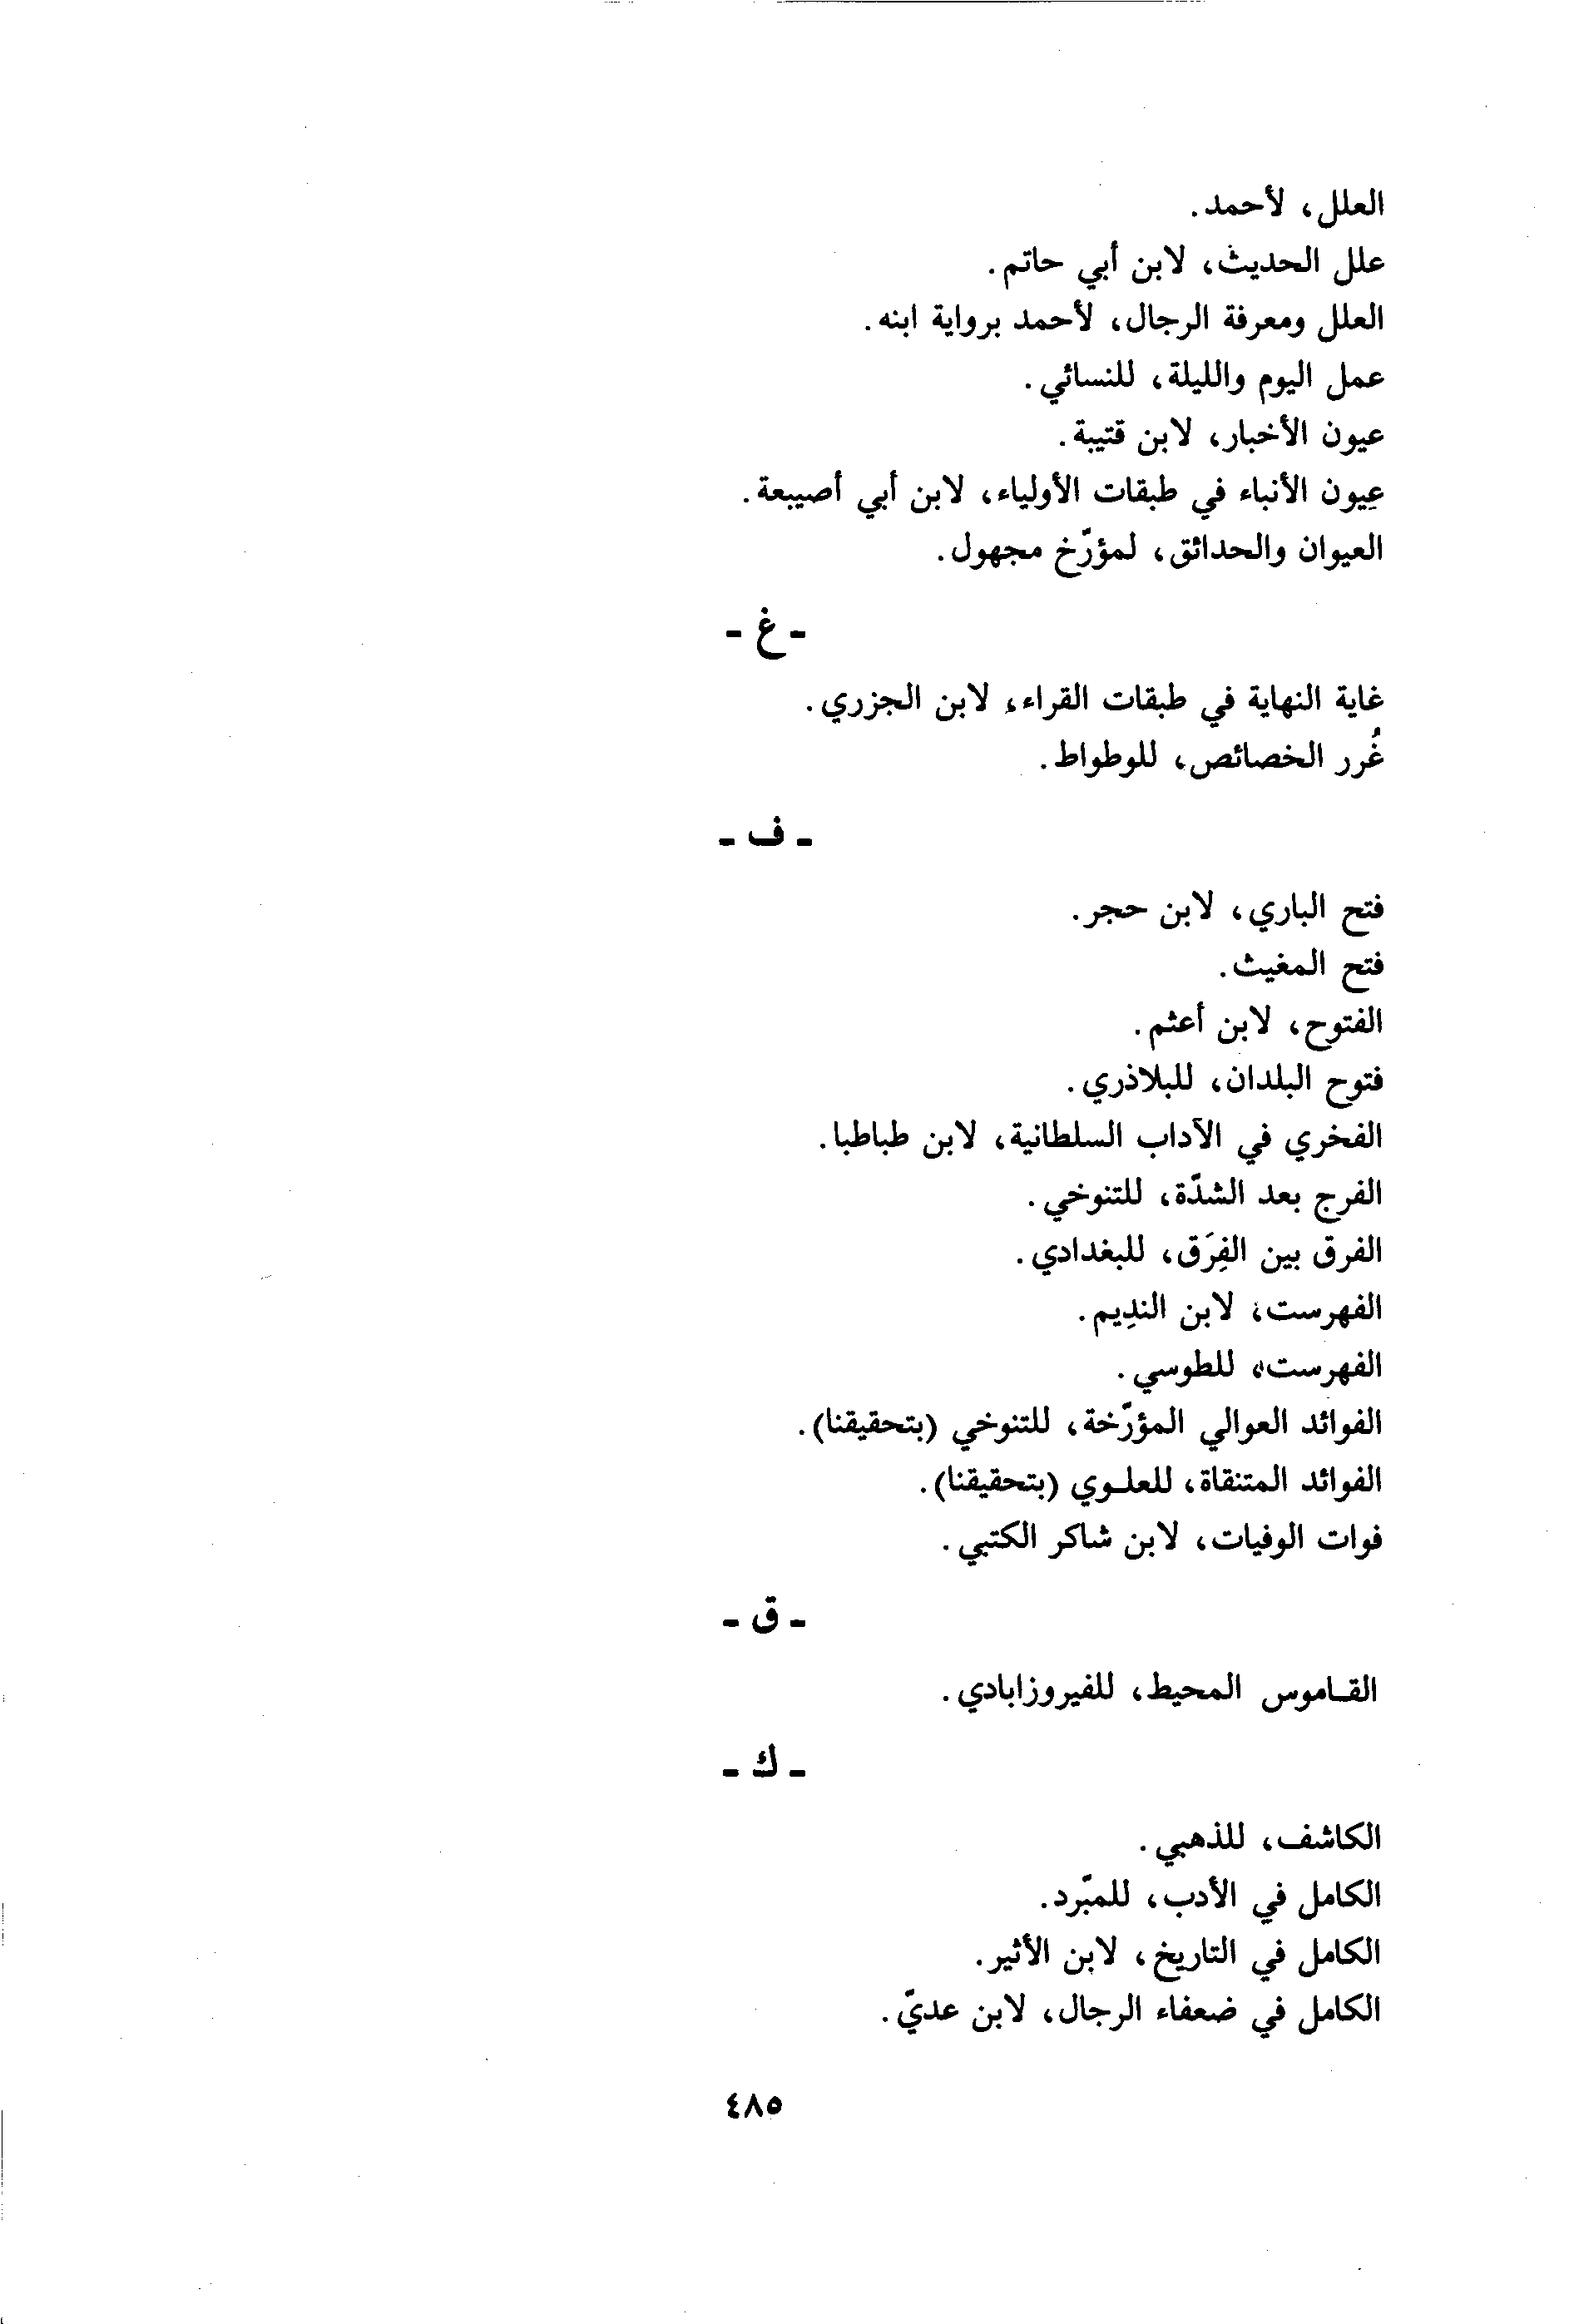 العلل، لأحمد.
علل الحديث، لابن أبي حاتم.
العلل ومعرفة الرجال، لأحمد برواية ابنه.
عمل اليوم والليلة، للنسائي.
عيون الأخبار، لابن قتيبة.
عيون الأنباء في طبقات الأولياء، لابن أبي أصيبعة.
العيوان والحدائق، لمؤرّخ مجهول.
- غ -
غاية النهاية في طبقات القراء، لابن الجزري.
غُرر الخصائص، للوطواط.
- ف -
فتح الباري، لابن حجر.
فتح المغيث.
الفتوح، لابن أعثم.
فتوح البلدان، للبلاذري.
الفخري في الآداب السلطانية، لابن طباطبا.
الفرج بعد الشدّة، للتنوخي.
الفرق بين الفِرَق، للبغدادي.
الفهرست، لابن النديم.
الفهرست، للطوسي.
الفوائد العوالي المؤرّخة، للتنوخي (بتحقيقنا).
الفوائد المتنقاة، للعلـوي (بتحقيقنا).
فوات الوفيات، لابن شاكر الكتبي.
- ق -
القـاموس المحيط، للفيروزابادي.
- ك -
الكاشف، للذهبي.
الكامل في الأدب، للمبّرد.
الكامل في التاريخ، لابن الأثير.
الكامل في ضعفاء الرجال، لابن عديّ.
٤٨٥